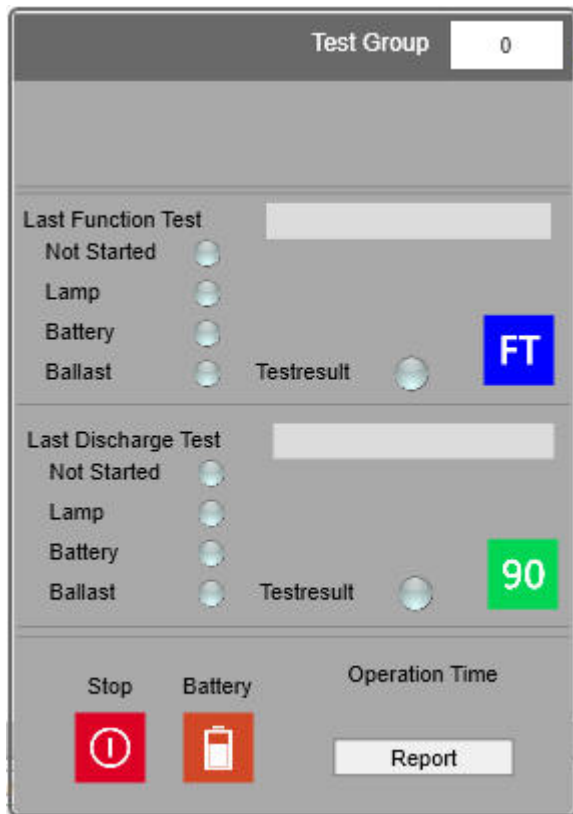 Test Group 0
Last Function Test
Not Started
Lamp
Battery
Ballast Testresult FT
Last Discharge Test
Not Started
Lamp
Battery
Ballast Testresult 90
Stop Battery Operation Time
Report